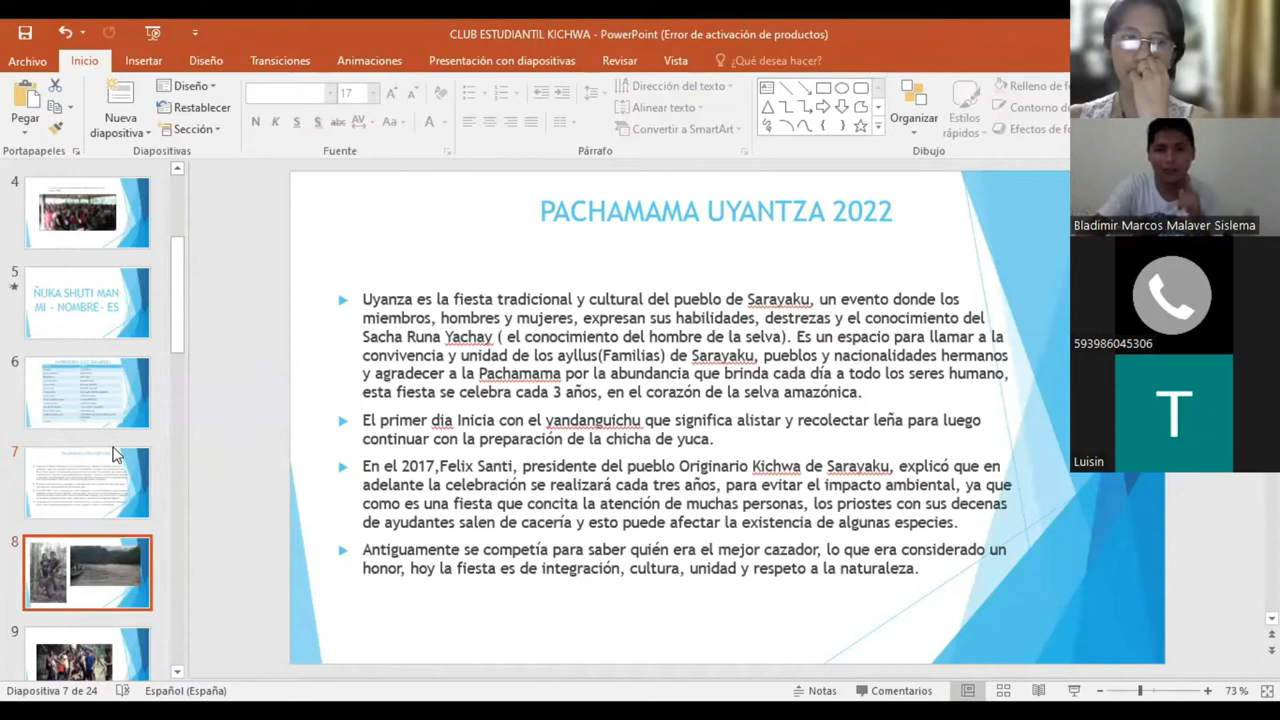 CLUB ESTUDIANTIL KICHWA - PowerPoint (Error de activación de productos)
Archivo Inicio Insertar Diseño Transiciones Animaciones Presentación con diapositivas Revisar Vista ¿Qué desea hacer?
Pegar
Nueva diapositiva
Diseño
Restablecer
Sección
17
N K S S abc AV Aa A
Dirección del texto
Alinear texto
Convertir a SmartArt
Organizar
Estilos rápidos
Relleno de f
Contorno de
Efectos de fo
Portapapeles Diapositivas Fuente Párrafo Dibujo
4
5
ÑUKA SHUTI MAN
MI - NOMBRE- ES
6
7
8
9
PACHAMAMA UYANTZA 2022
Uyanza es la fiesta tradicional y cultural del pueblo de Sarayaku, un evento donde los
miembros, hombres y mujeres, expresan sus habilidades, destrezas y el conocimiento del
Sacha Runa Yachay ( el conocimiento del hombre de la selva). Es un espacio para llamar a la
convivencia y unidad de los ayllus(Familias) de Sarayaku, pueblos y nacionalidades hermanos
y agradecer a la Pachamama por la abundancia que brinda cada día a todo los seres humano,
esta fiesta se celebra cada 3 años, en el corazón de la selva amazónica.
El primer dia Inicia con el yandanguichu que significa alistar y recolectar leña para luego
continuar con la preparación de la chicha de yuca.
En el 2017,Felix Santi, presidente del pueblo Originario Kichwa de Sarayaku, explicó que en
adelante la celebración se realizará cada tres años, para evitar el impacto ambiental, ya que
como es una fiesta que concita la atención de muchas personas, los priostes con sus decenas
de ayudantes salen de cacería y esto puede afectar la existencia de algunas especies.
Antiguamente se competía para saber quién era el mejor cazador, lo que era considerado un
honor, hoy la fiesta es de integración, cultura, unidad y respeto a la naturaleza.
Bladimir Marcos Malaver Sislema
593986045306
T
Luisin
Diapositiva 7 de 24 Español (España) Notas Comentarios 73 %